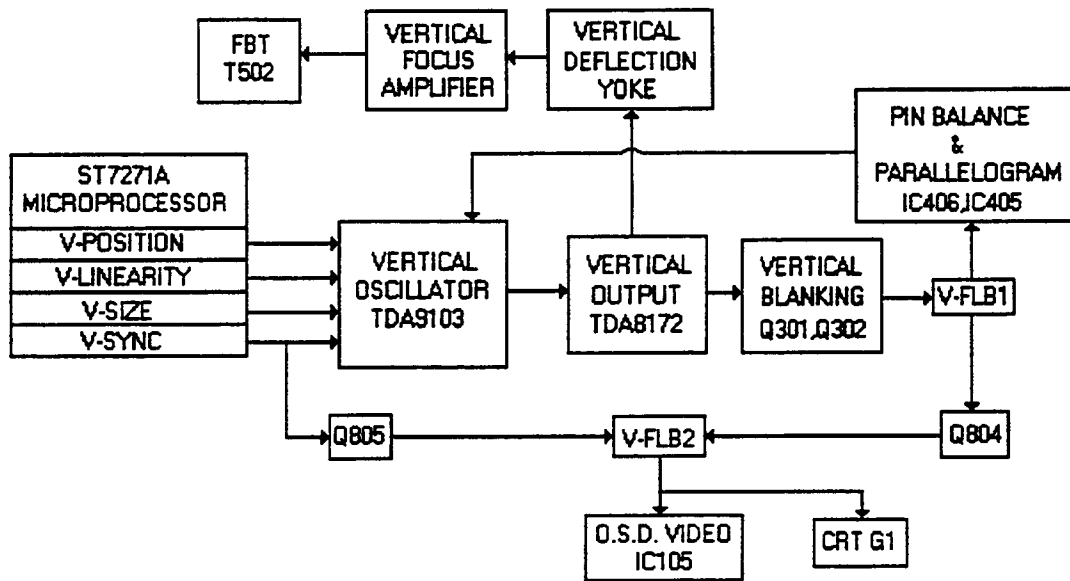 FBT
T502
VERTICAL
FOCUS
AMPLIFIER
VERTICAL
DEFLECTION
YOKE
PIN BALANCE
&
PARALLELOGRAM
IC406,IC405
ST7271A
MICROPROCESSOR
V-POSITION
V-LINEARITY
V-SIZE
V-SYNC
VERTICAL
OSCILLATOR
TDA9103
VERTICAL
OUTPUT
TDA8172
VERTICAL
BLANKING
Q301,Q302
V-FLB1
Q805
V-FLB2
Q804
O.S.D. VIDEO
IC105
CRT G1